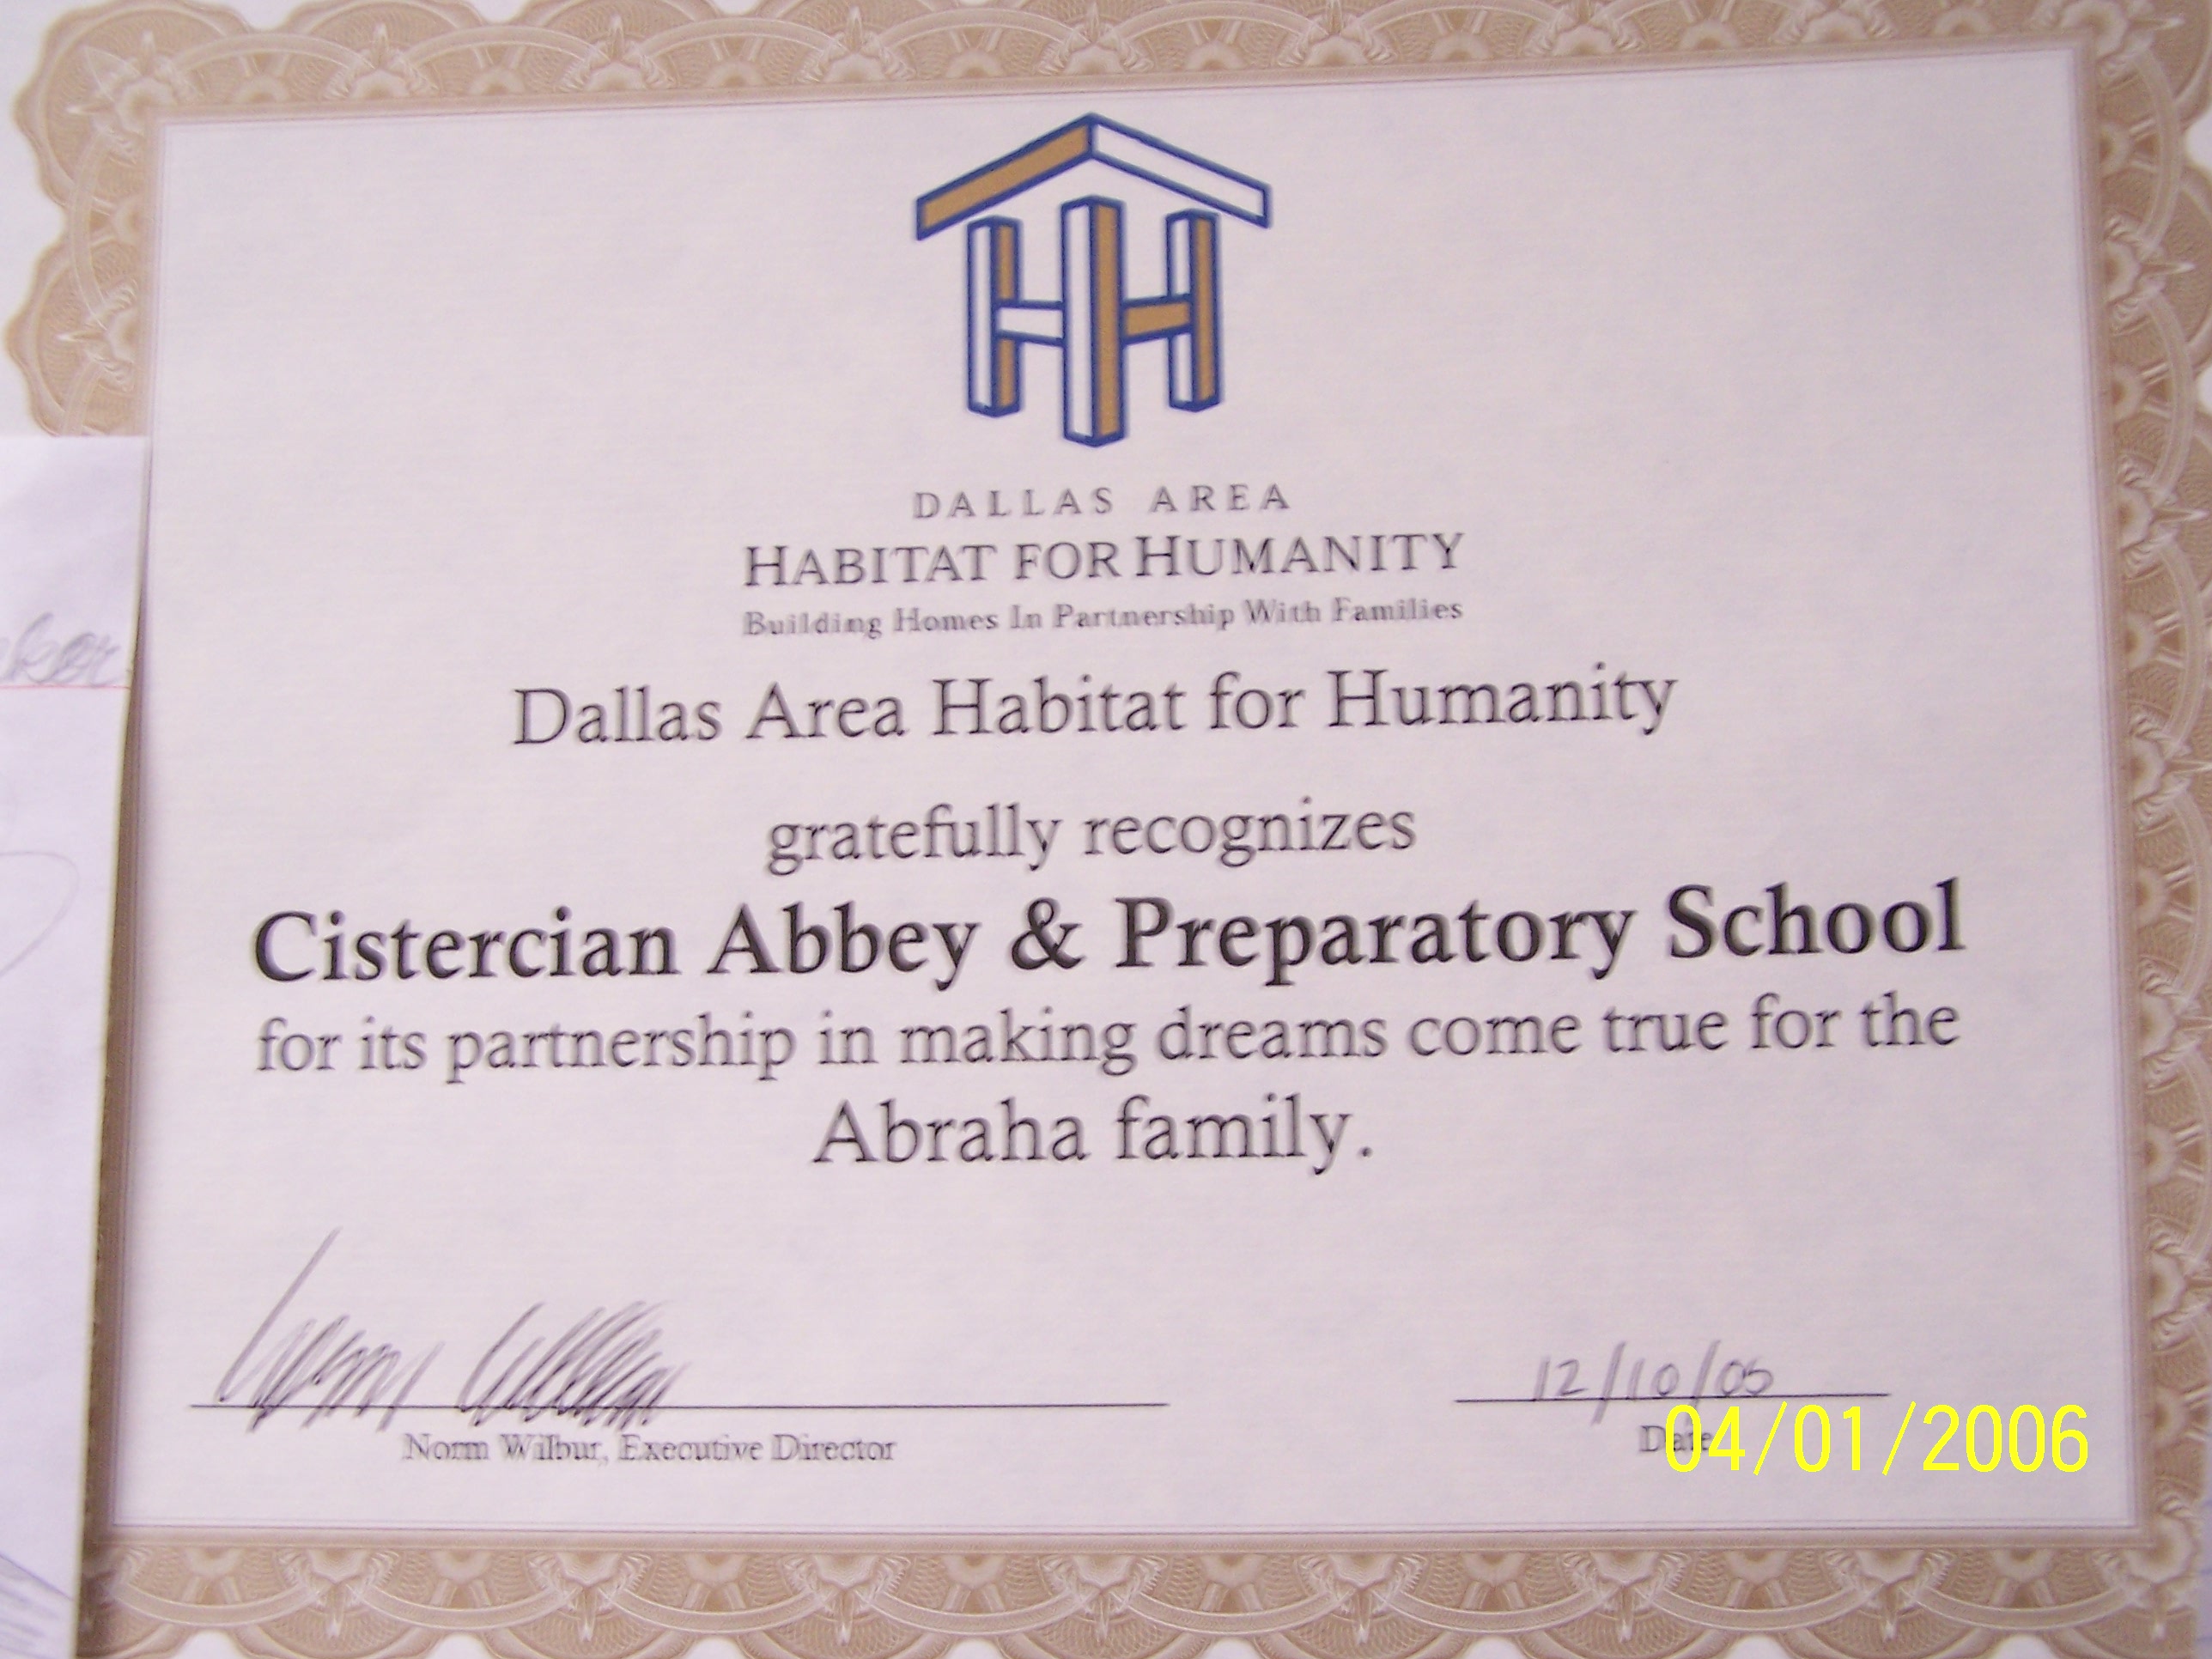 DALLAS AREA
HABITAT FOR HUMANITY
Building Homes In Partnership With Families
Dallas Area Habitat for Humanity
gratefully recognizes
Cistercian Abbey & Preparatory School
for its partnership in making dreams come true for the
Abraha family.
12/10/05
Norm Wilbur, Executive Director
Date
04/01/2006